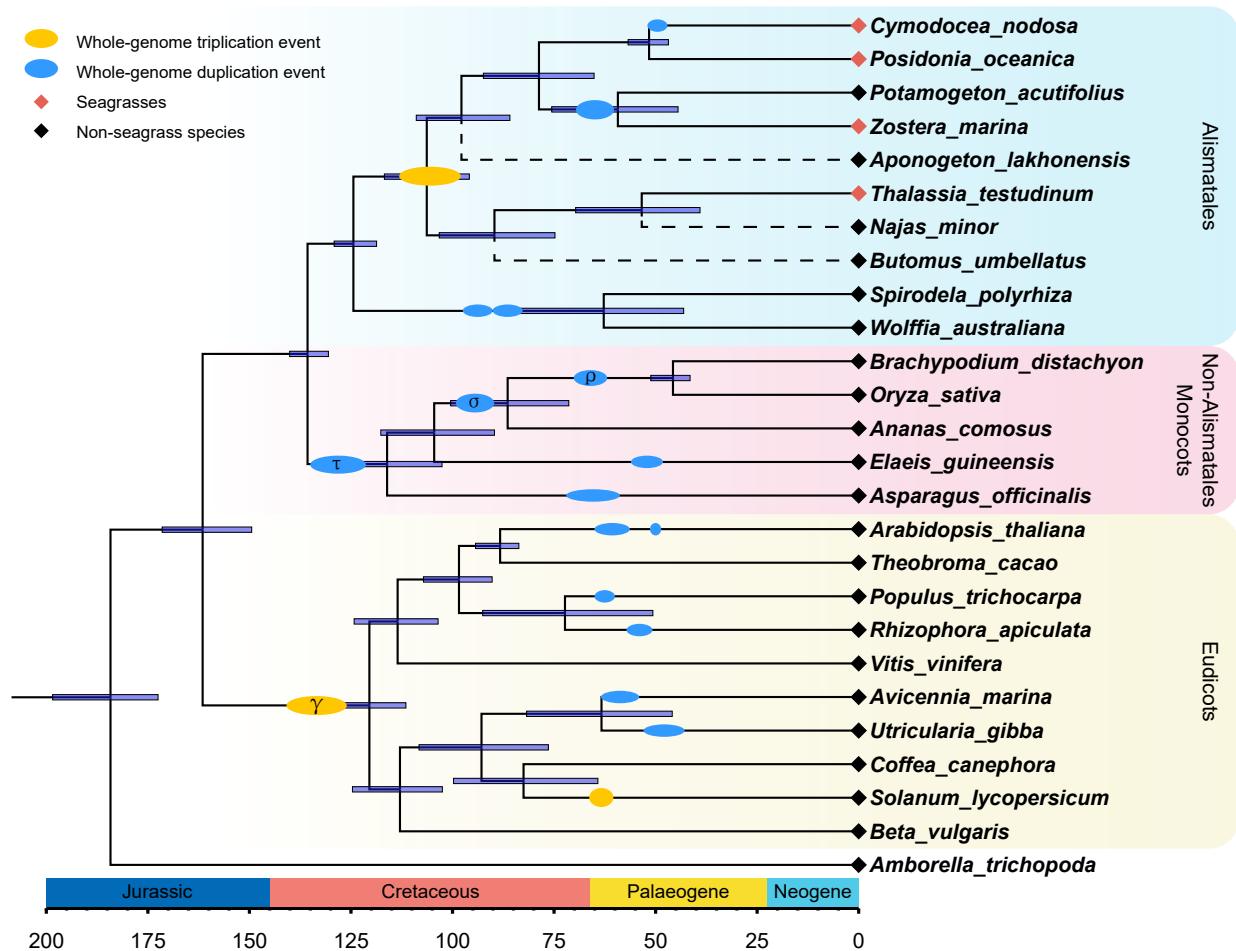 Whole-genome triplication event
Whole-genome duplication event
Seagrasses
Non-seagrass species
Cymodocea_nodosa
Posidonia_oceanica
Potamogeton_acutifolius
Zostera_marina
Aponogeton_lakhonensis
Thalassia_testudinum
Najas_minor
Butomus_umbellatus
Spirodela_polyrhiza
Wolffia_australiana
Alismatales
Brachypodium_distachyon
Oryza_sativa
Ananas_comosus
Elaeis_guineensis
Asparagus_officinalis
ρ
σ
τ
Non-Alismatales
Monocots
Arabidopsis_thaliana
Theobroma_cacao
Populus_trichocarpa
Rhizophora_apiculata
Vitis_vinifera
Avicennia_marina
Utricularia_gibba
Coffea_canephora
Solanum_lycopersicum
Beta_vulgaris
γ
Eudicots
Amborella_trichopoda
Jurassic Cretaceous Palaeogene Neogene
200 175 150 125 100 75 50 25 0